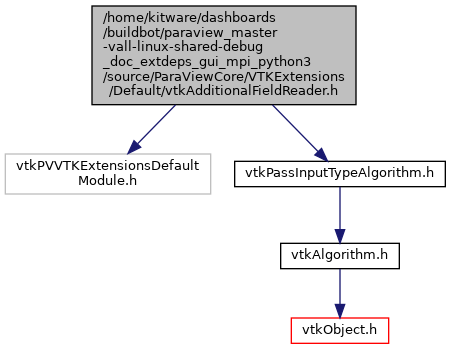 /home/kitware/dashboards
/buildbot/paraview_master
-vall-linux-shared-debug
_doc_extdeps_gui_mpi_python3
/source/ParaViewCore/VTKExtensions
/Default/vtkAdditionalFieldReader.h
vtkPVVTKExtensionsDefault
Module.h
vtkPassInputTypeAlgorithm.h
vtkAlgorithm.h
vtkObject.h